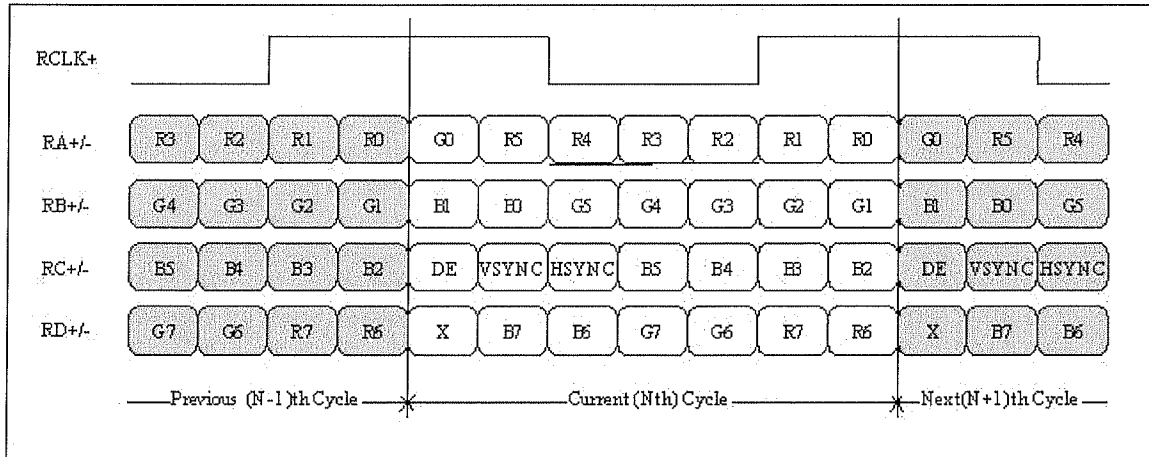 RCLK+
RA+/- R3 R2 R1 R0 G0 R5 R4 R3 R2 R1 R0 G0 R5 R4
RB+/- G4 G3 G2 G1 B1 B0 G5 G4 G3 G2 G1 B1 B0 G5
RC+/- B5 B4 B3 B2 DE VSYNC HSYNC B5 B4 B3 B2 DE VSYNC HSYNC
RD+/- G7 G6 R7 R6 X B7 B6 G7 G6 R7 R6 X B7 B6
Previous (N-1)th Cycle Current (Nth) Cycle Next(N+1)th Cycle